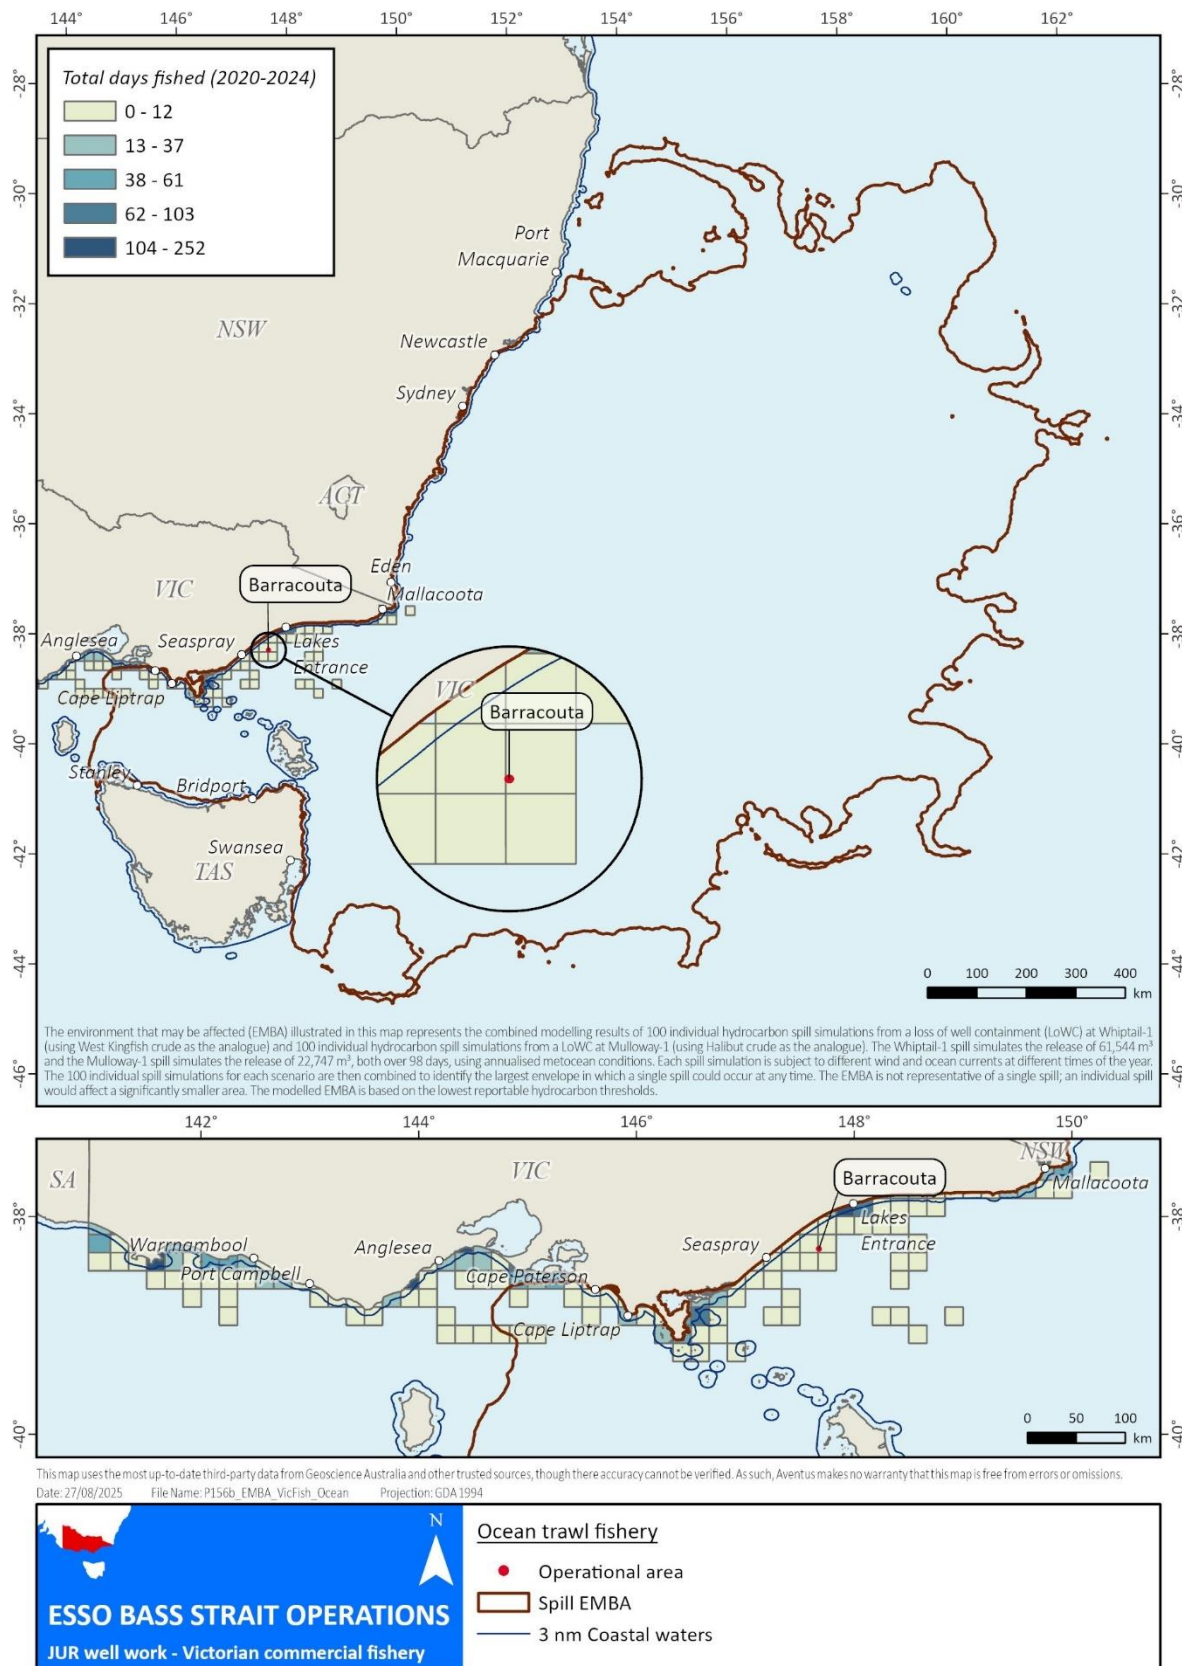 144° 146° 148° 150° 152° 154° 156° 158° 160° 162°
Total days fished (2020-2024)
0 - 12
13 - 37
38 - 61
62 - 103
104 - 252
-28°
-28°
-30°
-30°
Port
Macquarie
-32°
-32°
NSW
Newcastle
Sydney
-34°
-34°
ACT
-36°
-36°
Eden
VIC
Barracouta
Mallacoota
-38°
-38°
Anglesea
Seaspray
Lakes
Entrance
Cape Liptrap
VIC
Barracouta
-40°
-40°
Stanley
Bridport
Swansea
-42°
-42°
TAS
-44°
-44°
0 100 200 300 400
km
The environment that may be affected (EMBA) illustrated in this map represents the combined modelling results of 100 individual hydrocarbon spill simulations from a loss of well containment (LoWC) at Whiptail-1
(using West Kingfish crude as the analogue) and 100 individual hydrocarbon spill simulations from a LoWC at Mulloway-1 (using Halibut crude as the analogue). The Whiptail-1 spill simulates the release of 61,544 m³
and the Mulloway-1 spill simulates the release of 22,747 m³, both over 98 days, using annualised metocean conditions. Each spill simulation is subject to different wind and ocean currents at different times of the year.
The 100 individual spill simulations for each scenario are then combined to identify the largest envelope in which a single spill could occur at any time. The EMBA is not representative of a single spill; an individual spill
would affect a significantly smaller area. The modelled EMBA is based on the lowest reportable hydrocarbon thresholds.
-46°
-46°
142° 144° 146° 148° 150°
SA
VIC
NSW
Barracouta
Mallacoota
-38°
-38°
Warrnambool
Anglesea
Seaspray
Lakes
Entrance
Port Campbell
Cape Paterson
Cape Liptrap
-40°
-40°
0 50 100
km
This map uses the most up-to-date third-party data from Geoscience Australia and other trusted sources, though there accuracy cannot be verified. As such, Aventus makes no warranty that this map is free from errors or omissions.
Date: 27/08/2025 File Name: P156b_EMBA_VicFish_Ocean Projection: GDA 1994
N
ESSO BASS STRAIT OPERATIONS
JUR well work - Victorian commercial fishery
Ocean trawl fishery
Operational area
Spill EMBA
3 nm Coastal waters